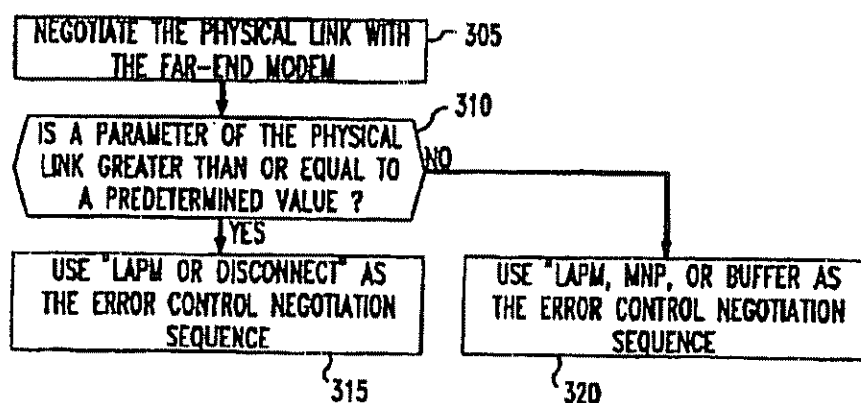 NEGOTIATE THE PHYSICAL LINK WITH
THE FAR-END MODEM
305
310
IS A PARAMETER OF THE PHYSICAL
LINK GREATER THAN OR EQUAL TO
A PREDETERMINED VALUE ?
NO
YES
USE "LAPM OR DISCONNECT" AS
THE ERROR CONTROL NEGOTIATION
SEQUENCE
315
USE "LAPM, MNP, OR BUFFER AS
THE ERROR CONTROL NEGOTIATION
SEQUENCE
320